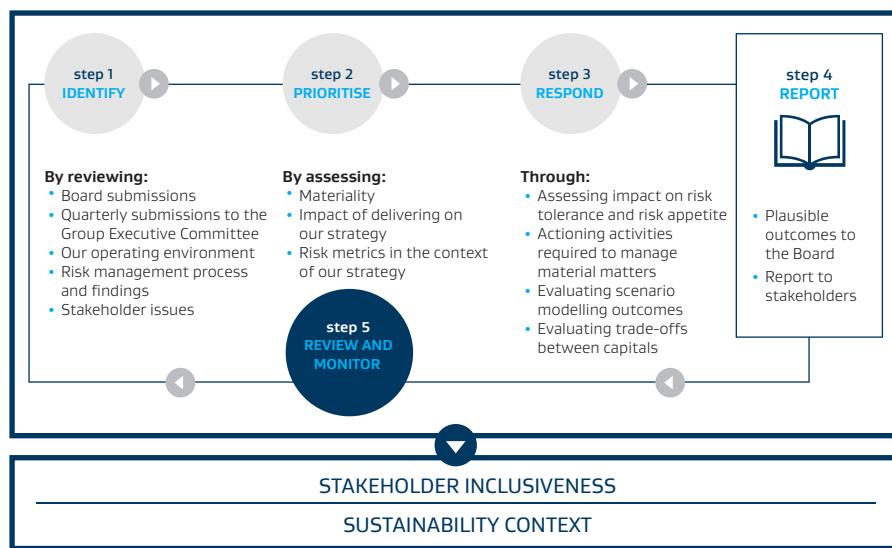 step 1
IDENTIFY
By reviewing:
• Board submissions
• Quarterly submissions to the
Group Executive Committee
• Our operating environment
• Risk management process
and findings
• Stakeholder issues
step 2
PRIORITISE
By assessing:
• Materiality
• Impact of delivering on
our strategy
• Risk metrics in the context
of our strategy
step 3
RESPOND
Through:
• Assessing impact on risk
tolerance and risk appetite
• Actioning activities
required to manage
material matters
• Evaluating scenario
modelling outcomes
• Evaluating trade-offs
between capitals
step 4
REPORT
• Plausible
outcomes to
the Board
• Report to
stakeholders
step 5
REVIEW AND
MONITOR
STAKEHOLDER INCLUSIVENESS
SUSTAINABILITY CONTEXT